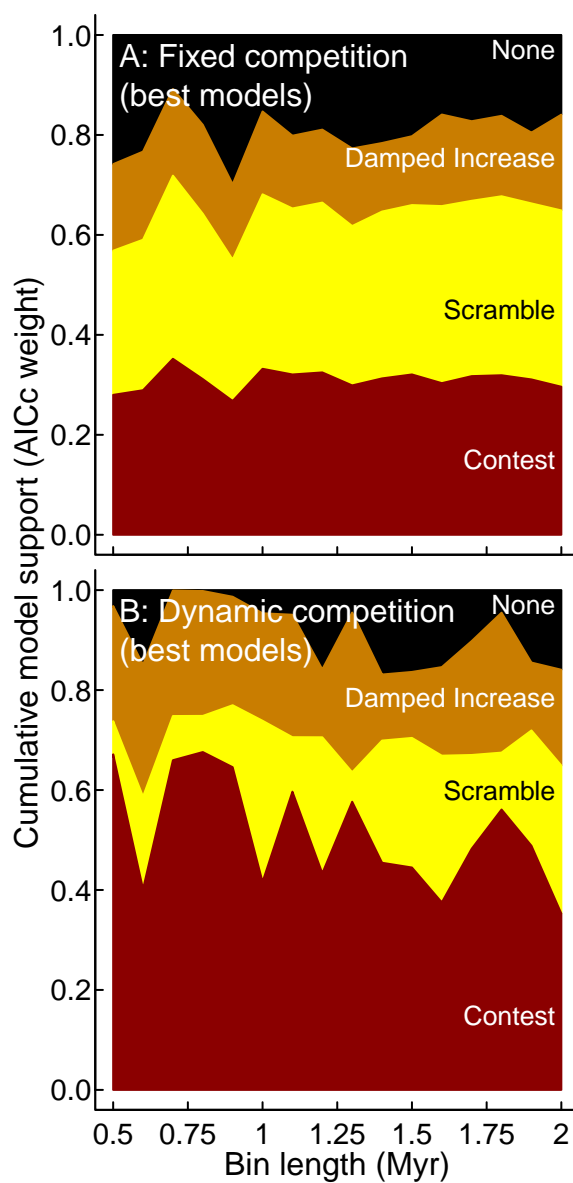 Cumulative model support (AICc weight)
A: Fixed competition
(best models)
None
Damped Increase
Scramble
Contest
1.0
0.8
0.6
0.4
0.2
0.0
B: Dynamic competition
(best models)
None
Damped Increase
Scramble
Contest
1.0
0.8
0.6
0.4
0.2
0.0
0.5 0.75 1 1.25 1.5 1.75 2
Bin length (Myr)